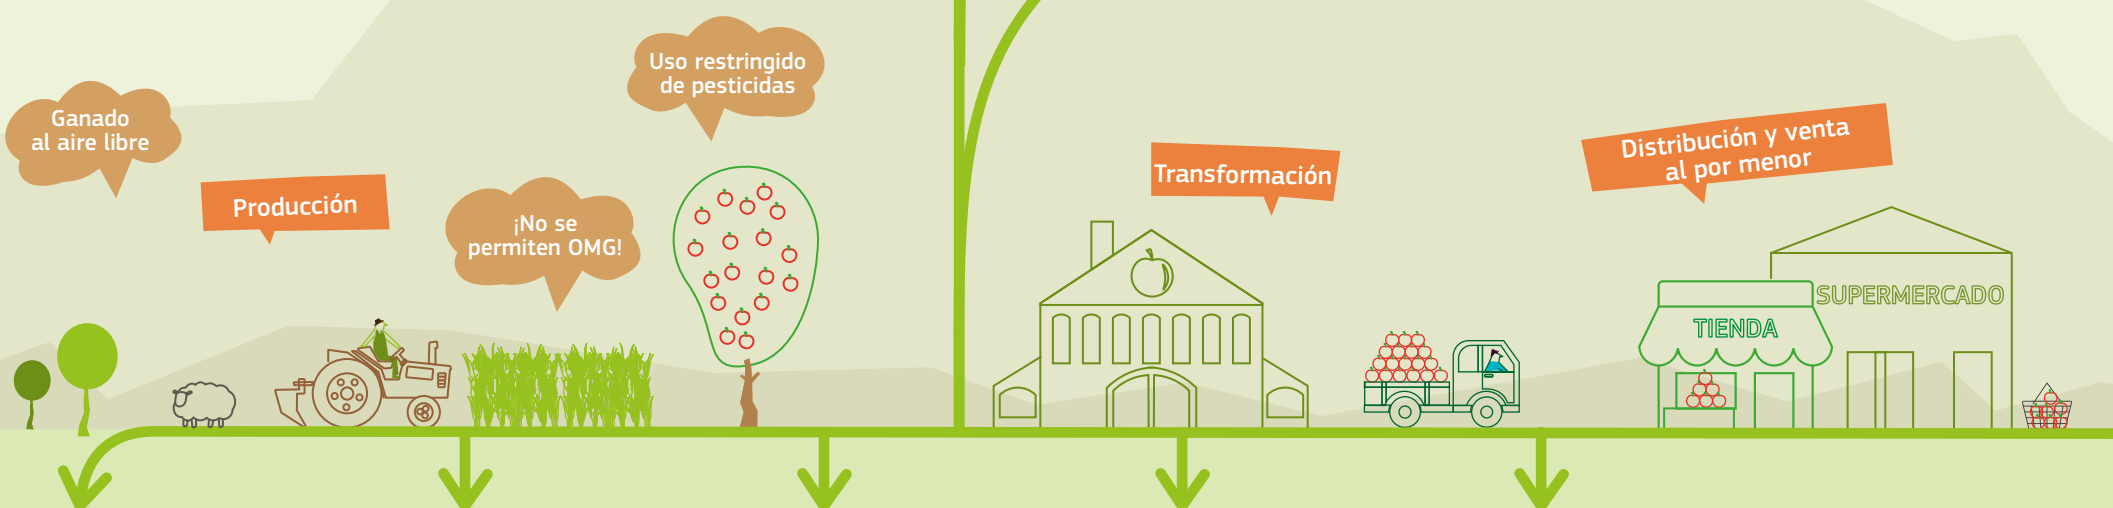 Ganado
al aire libre
Producción
¡No se
permiten OMG!
Uso restringido
de pesticidas
Transformación
Distribución y venta
al por menor
TIENDA
SUPERMERCADO